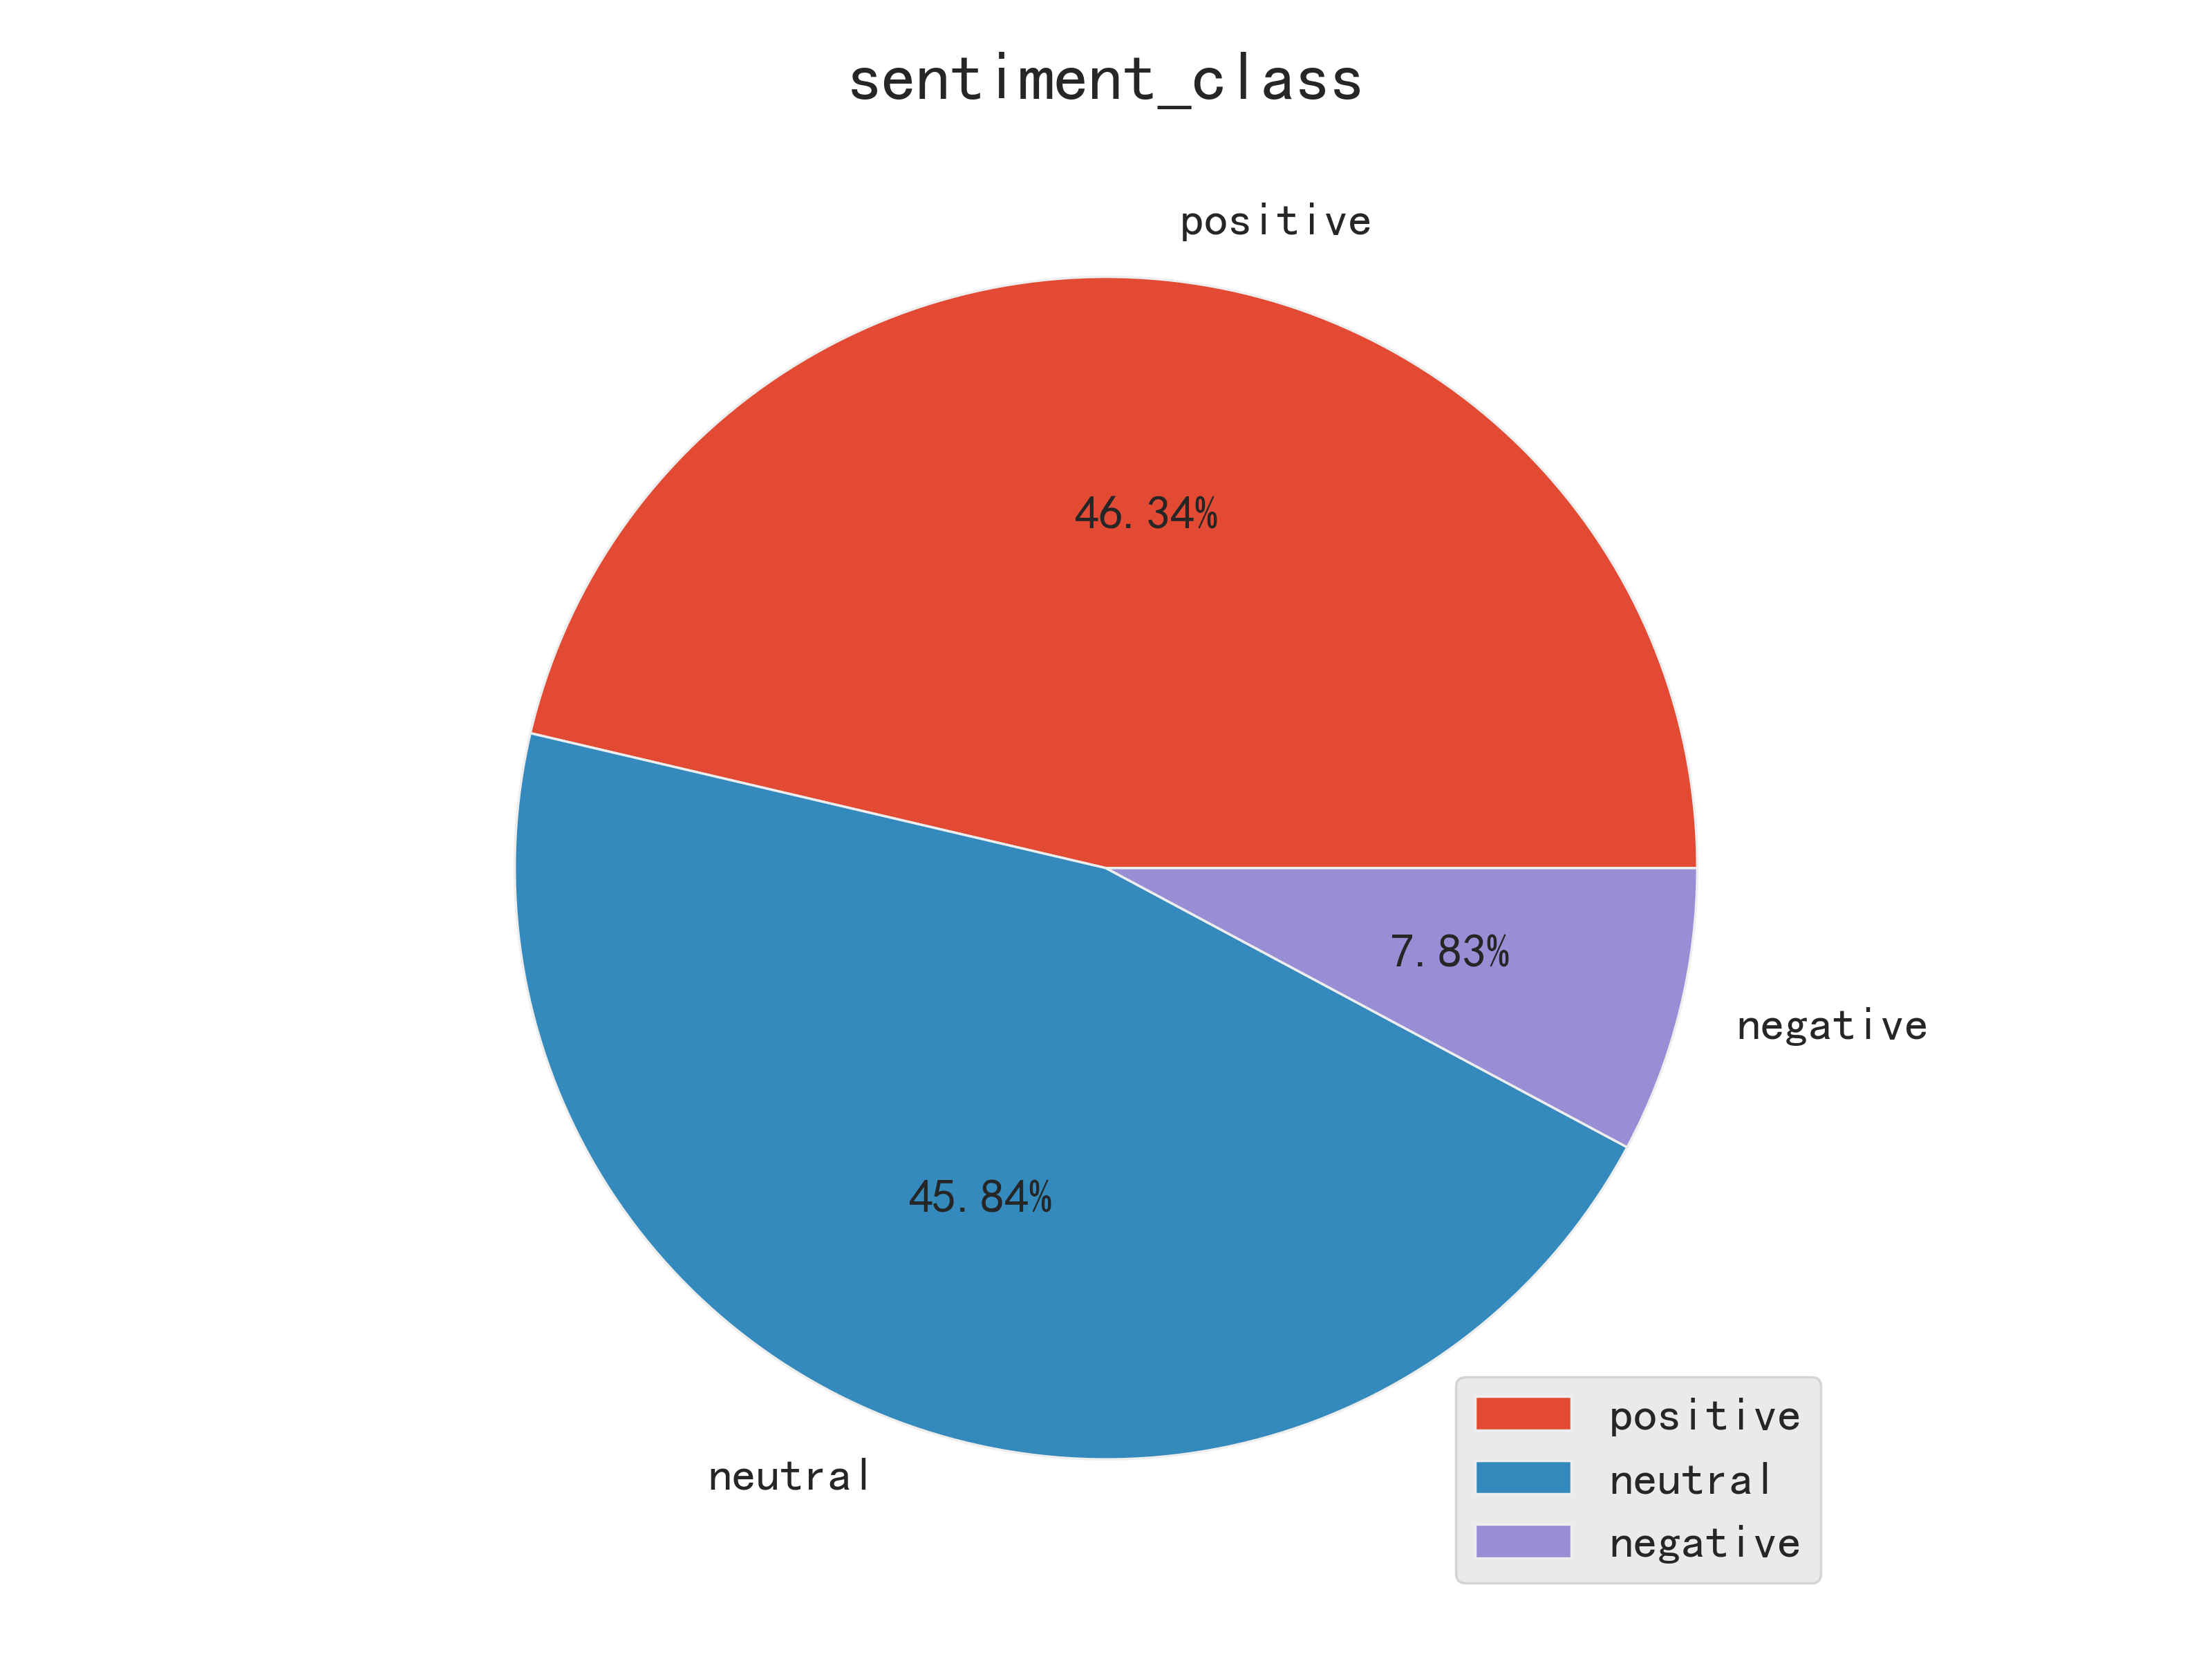 sentiment_class
positive
46.34%
7.83%
negative
45.84%
neutral
positive
neutral
negative